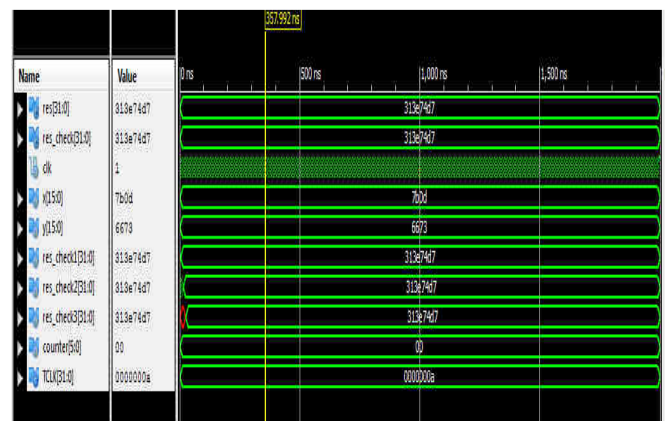 357.992 ns
Name Value 0 ns 500 ns 1,000 ns 1,500 ns
res[31:0] 313e74d7 313e74d7
res_check[31:0] 313e74d7 313e74d7
clk 1
x[15:0] 7b0d 7b0d
y[15:0] 6673 6673
res_check1[31:0] 313e74d7 313e74d7
res_check2[31:0] 313e74d7 313e74d7
res_check3[31:0] 313e74d7 313e74d7
counter[5:0] 00 00
TCLK[31:0] 0000000a 0000000a